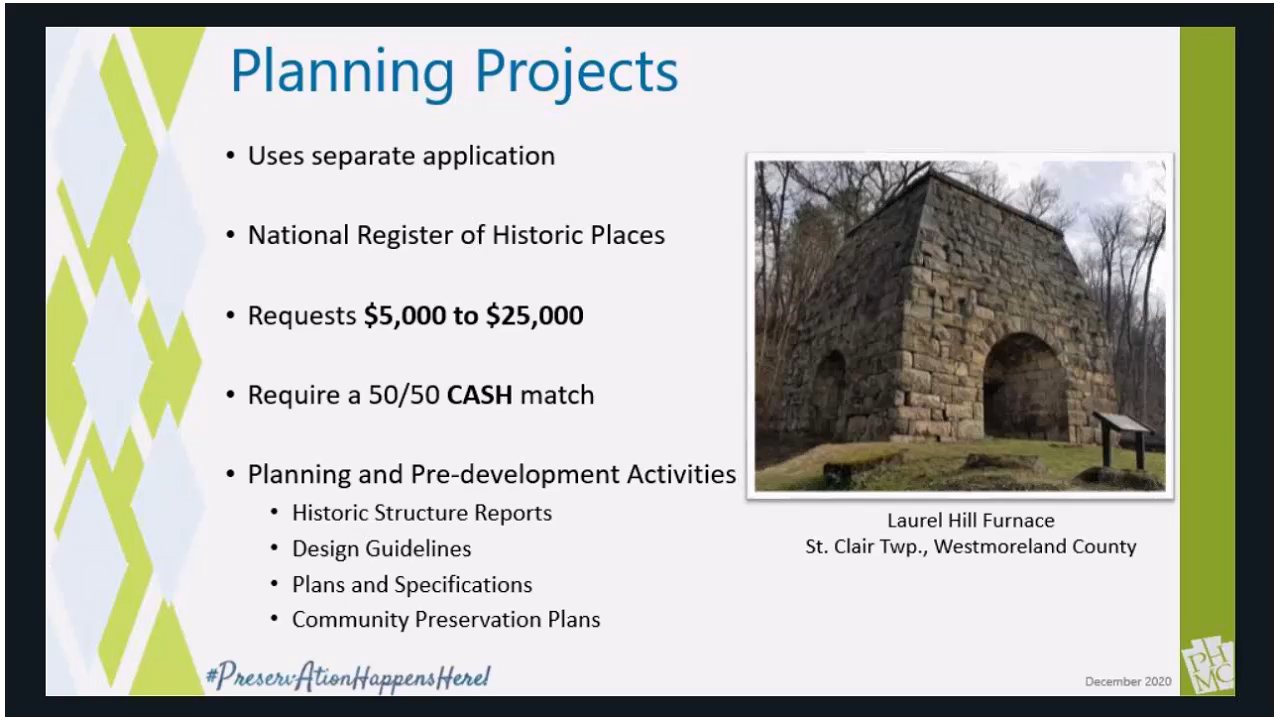 Planning Projects
• Uses separate application
• National Register of Historic Places
• Requests $5,000 to $25,000
• Require a 50/50 CASH match
• Planning and Pre-development Activities
• Historic Structure Reports
• Design Guidelines
• Plans and Specifications
• Community Preservation Plans
Laurel Hill Furnace
St. Clair Twp., Westmoreland County
#PreservAtionHappensHere!
December 2020
PH
MC